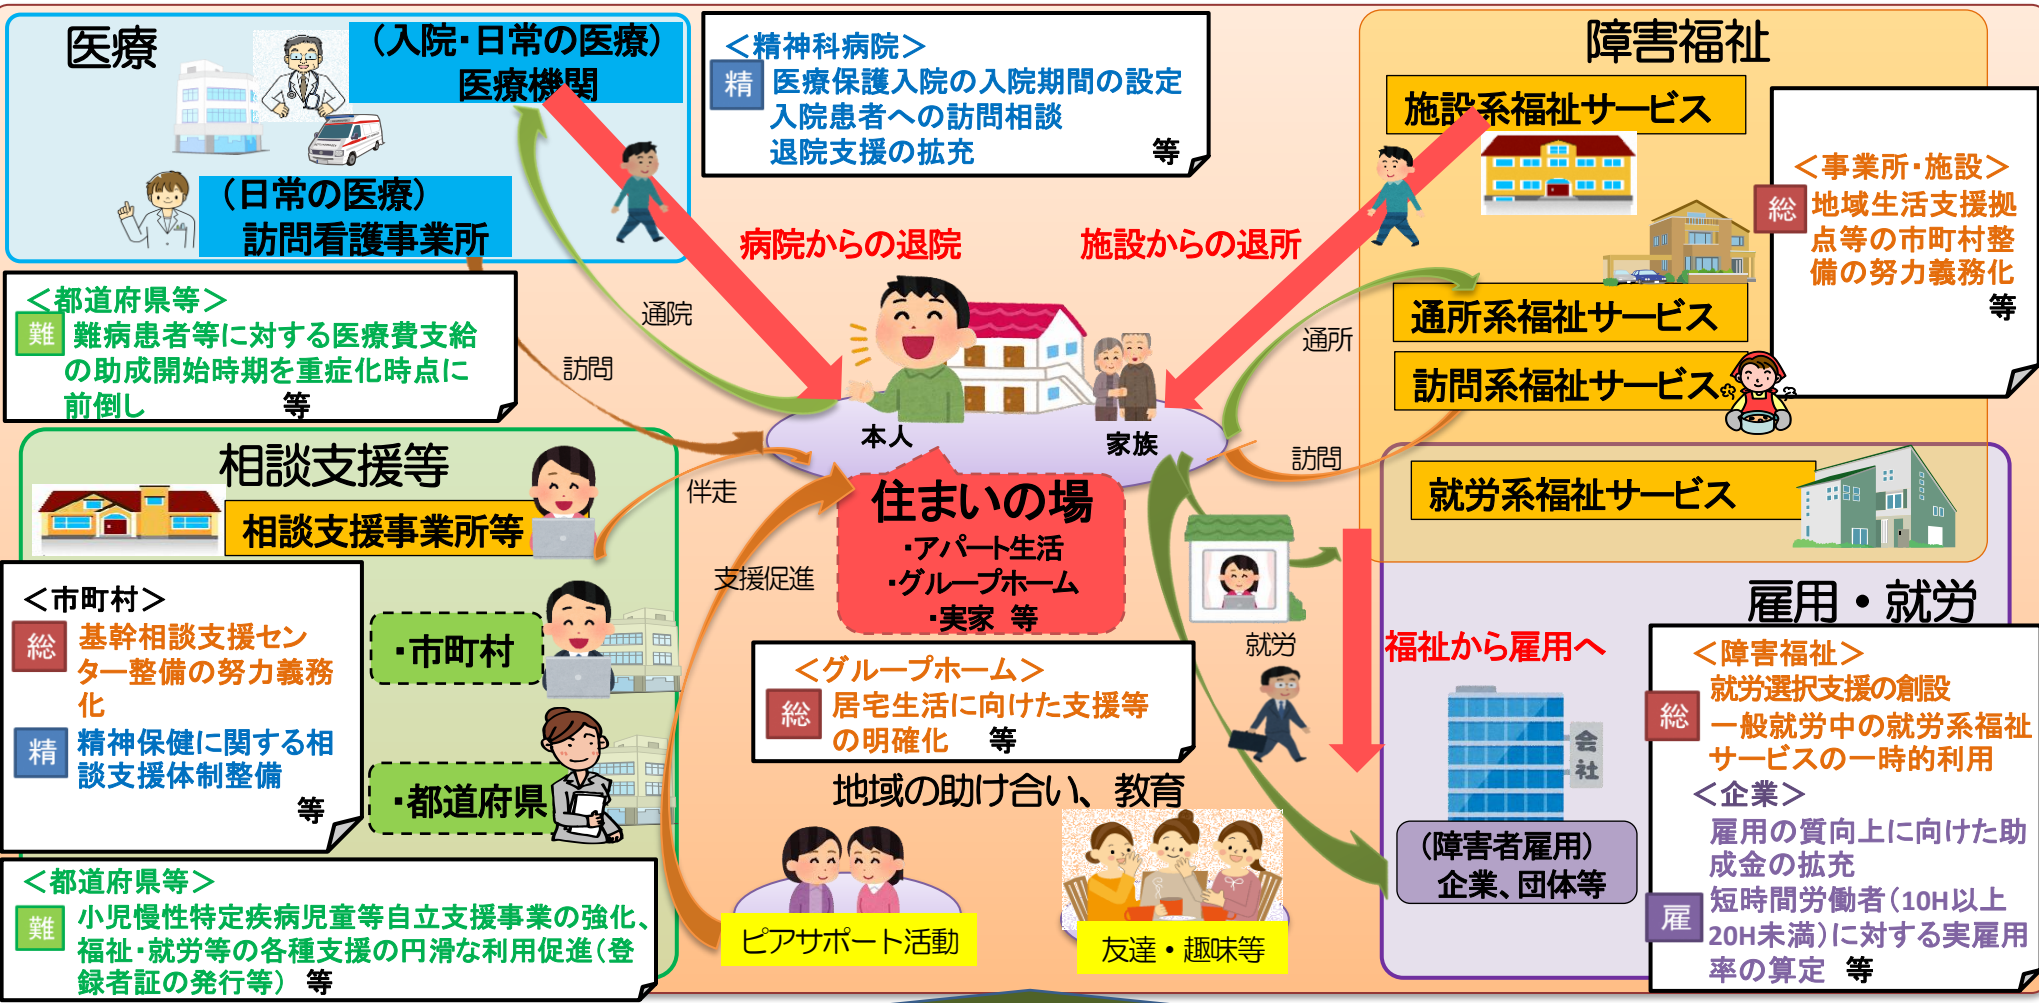 医療
（入院・日常の医療）
医療機関
（日常の医療）
訪問看護事業所
＜精神科病院＞
精 医療保護入院の入院期間の設定
入院患者への訪問相談
退院支援の拡充 等
障害福祉
施設系福祉サービス
通所系福祉サービス
訪問系福祉サービス
就労系福祉サービス
＜事業所・施設＞
総 地域生活支援拠
点等の市町村整
備の努力義務化
等
病院からの退院
施設からの退所
＜都道府県等＞
難 難病患者等に対する医療費支給
の助成開始時期を重症化時点に
前倒し 等
通院
訪問
通所
訪問
本人
家族
相談支援等
相談支援事業所等
伴走
支援促進
住まいの場
・アパート生活
・グループホーム
・実家 等
＜市町村＞
総 基幹相談支援セン
ター整備の努力義務
化
精 精神保健に関する相
談支援体制整備
等
・市町村
・都道府県
＜グループホーム＞
総 居宅生活に向けた支援等
の明確化 等
就労
福祉から雇用へ
雇用・就労
会社
（障害者雇用）
企業、団体等
＜障害福祉＞
就労選択支援の創設
総 一般就労中の就労系福祉
サービスの一時的利用
＜企業＞
雇用の質向上に向けた助
成金の拡充
雇 短時間労働者（10H以上
20H未満）に対する実雇用
率の算定 等
地域の助け合い、教育
ピアサポート活動
友達・趣味等
＜都道府県等＞
難 小児慢性特定疾病児童等自立支援事業の強化、
福祉・就労等の各種支援の円滑な利用促進（登
録者証の発行等） 等